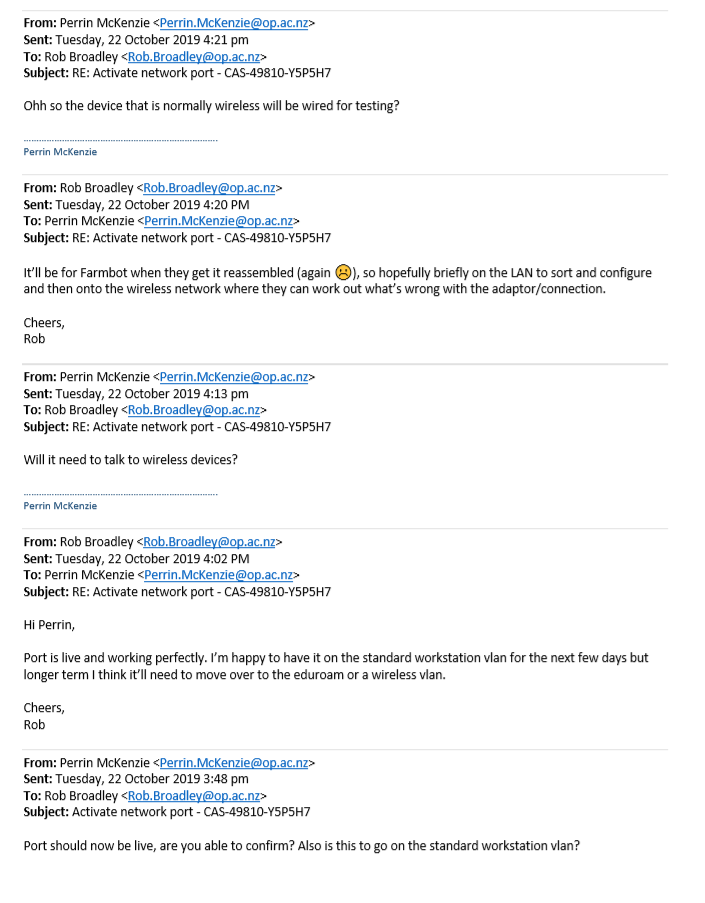 From: Perrin McKenzie <Perrin.McKenzie@op.ac.nz>
Sent: Tuesday, 22 October 2019 4:21 pm
To: Rob Broadley <Rob.Broadley@op.ac.nz>
Subject: RE: Activate network port - CAS-49810-Y5P5H7
Ohh so the device that is normally wireless will be wired for testing?
Perrin McKenzie
From: Rob Broadley <Rob.Broadley@op.ac.nz>
Sent: Tuesday, 22 October 2019 4:20 PM
To: Perrin McKenzie <Perrin.McKenzie@op.ac.nz>
Subject: RE: Activate network port - CAS-49810-Y5P5H7
It'll be for Farmbot when they get it reassembled (again ☹), so hopefully briefly on the LAN to sort and configure
and then onto the wireless network where they can work out what's wrong with the adaptor/connection.
Cheers,
Rob
From: Perrin McKenzie <Perrin.McKenzie@op.ac.nz>
Sent: Tuesday, 22 October 2019 4:13 pm
To: Rob Broadley <Rob.Broadley@op.ac.nz>
Subject: RE: Activate network port - CAS-49810-Y5P5H7
Will it need to talk to wireless devices?
Perrin McKenzie
From: Rob Broadley <Rob.Broadley@op.ac.nz>
Sent: Tuesday, 22 October 2019 4:02 PM
To: Perrin McKenzie <Perrin.McKenzie@op.ac.nz>
Subject: RE: Activate network port - CAS-49810-Y5P5H7
Hi Perrin,
Port is live and working perfectly. I'm happy to have it on the standard workstation vlan for the next few days but
longer term I think it'll need to move over to the eduroam or a wireless vlan.
Cheers,
Rob
From: Perrin McKenzie <Perrin.McKenzie@op.ac.nz>
Sent: Tuesday, 22 October 2019 3:48 pm
To: Rob Broadley <Rob.Broadley@op.ac.nz>
Subject: Activate network port - CAS-49810-Y5P5H7
Port should now be live, are you able to confirm? Also is this to go on the standard workstation vlan?